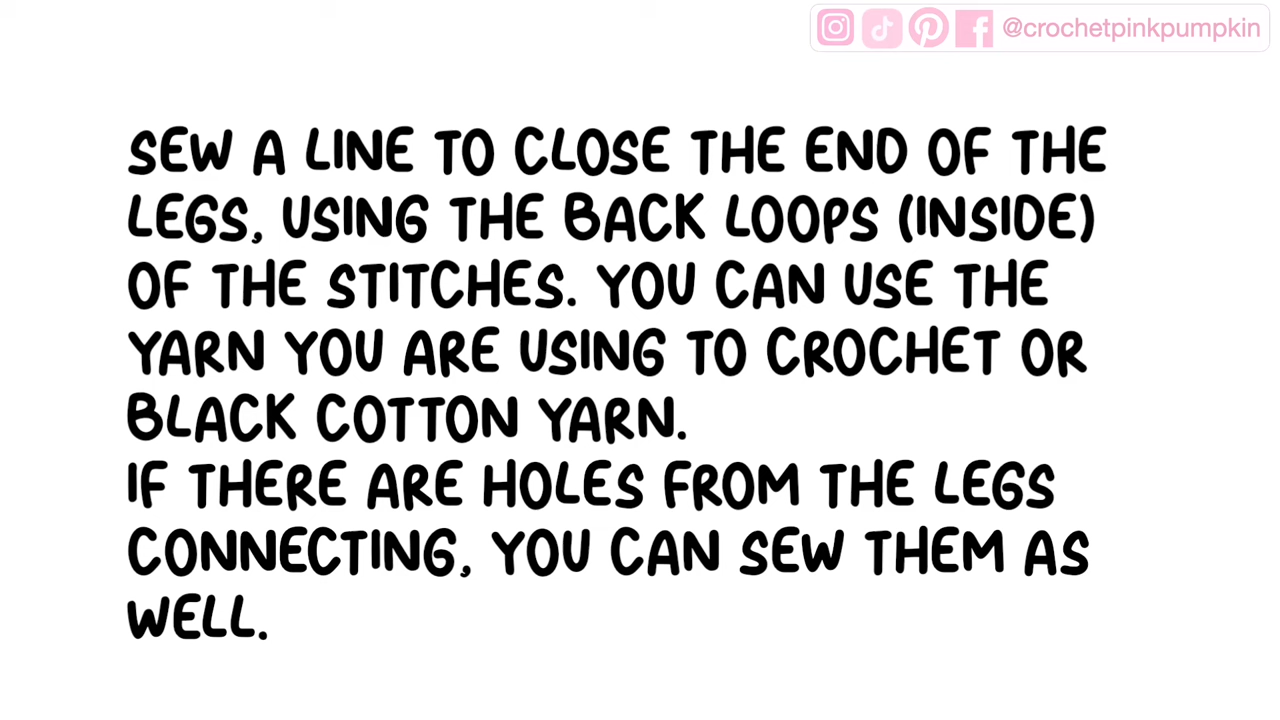 @crochetpinkpumpkin
SEW A LINE TO CLOSE THE END OF THE
LEGS, USING THE BACK LOOPS (INSIDE)
OF THE STITCHES. YOU CAN USE THE
YARN YOU ARE USING TO CROCHET OR
BLACK COTTON YARN.
IF THERE ARE HOLES FROM THE LEGS
CONNECTING, YOU CAN SEW THEM AS
WELL.